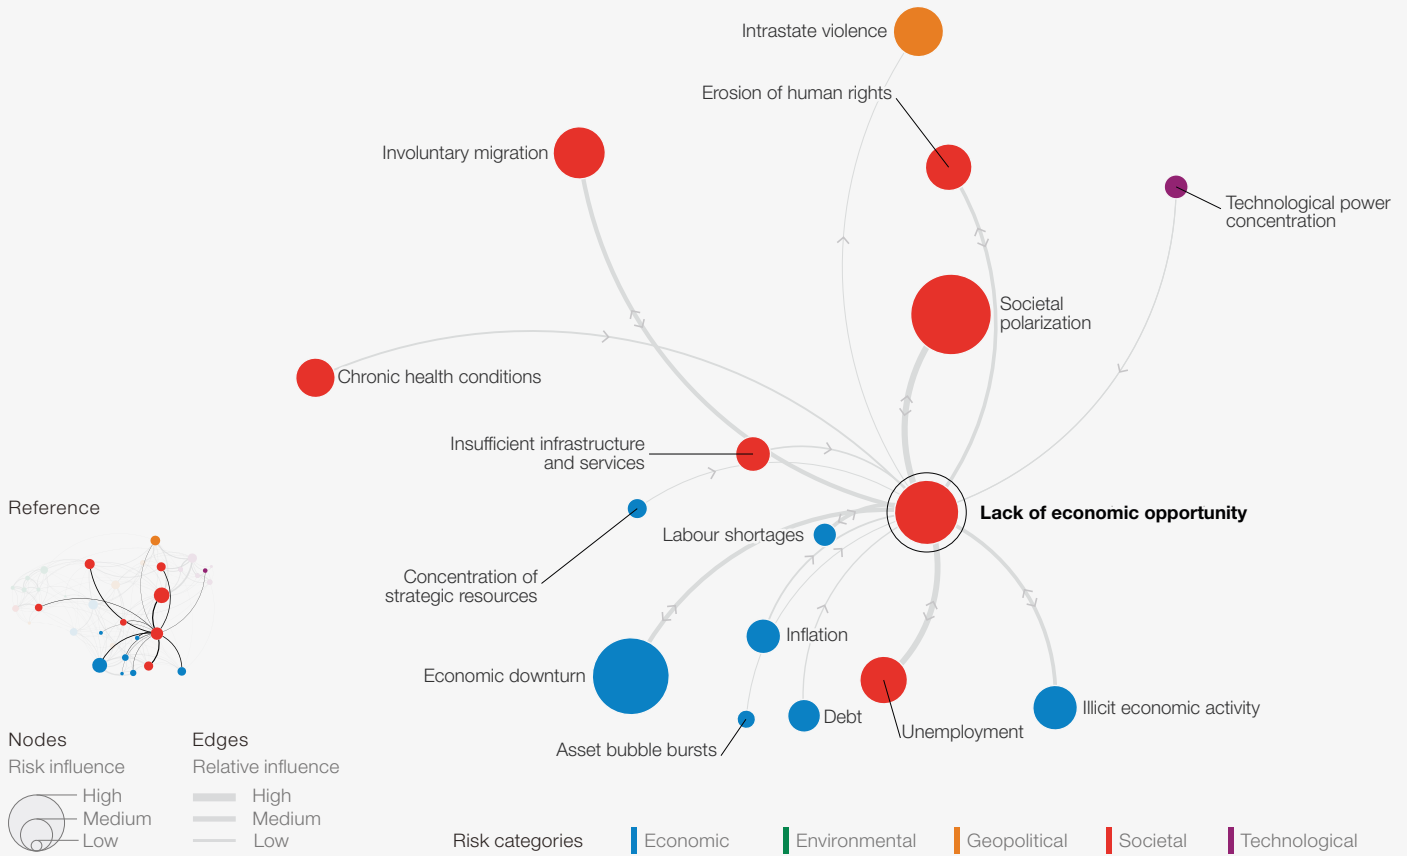 Intrastate violence
Erosion of human rights
Involuntary migration
Technological power
concentration
Societal
polarization
Chronic health conditions
Insufficient infrastructure
and services
Lack of economic opportunity
Labour shortages
Concentration of
strategic resources
Inflation
Economic downturn
Illicit economic activity
Debt
Unemployment
Asset bubble bursts
Reference
Nodes
Risk influence
High
Medium
Low
Edges
Relative influence
High
Medium
Low
Risk categories
Economic
Environmental
Geopolitical
Societal
Technological